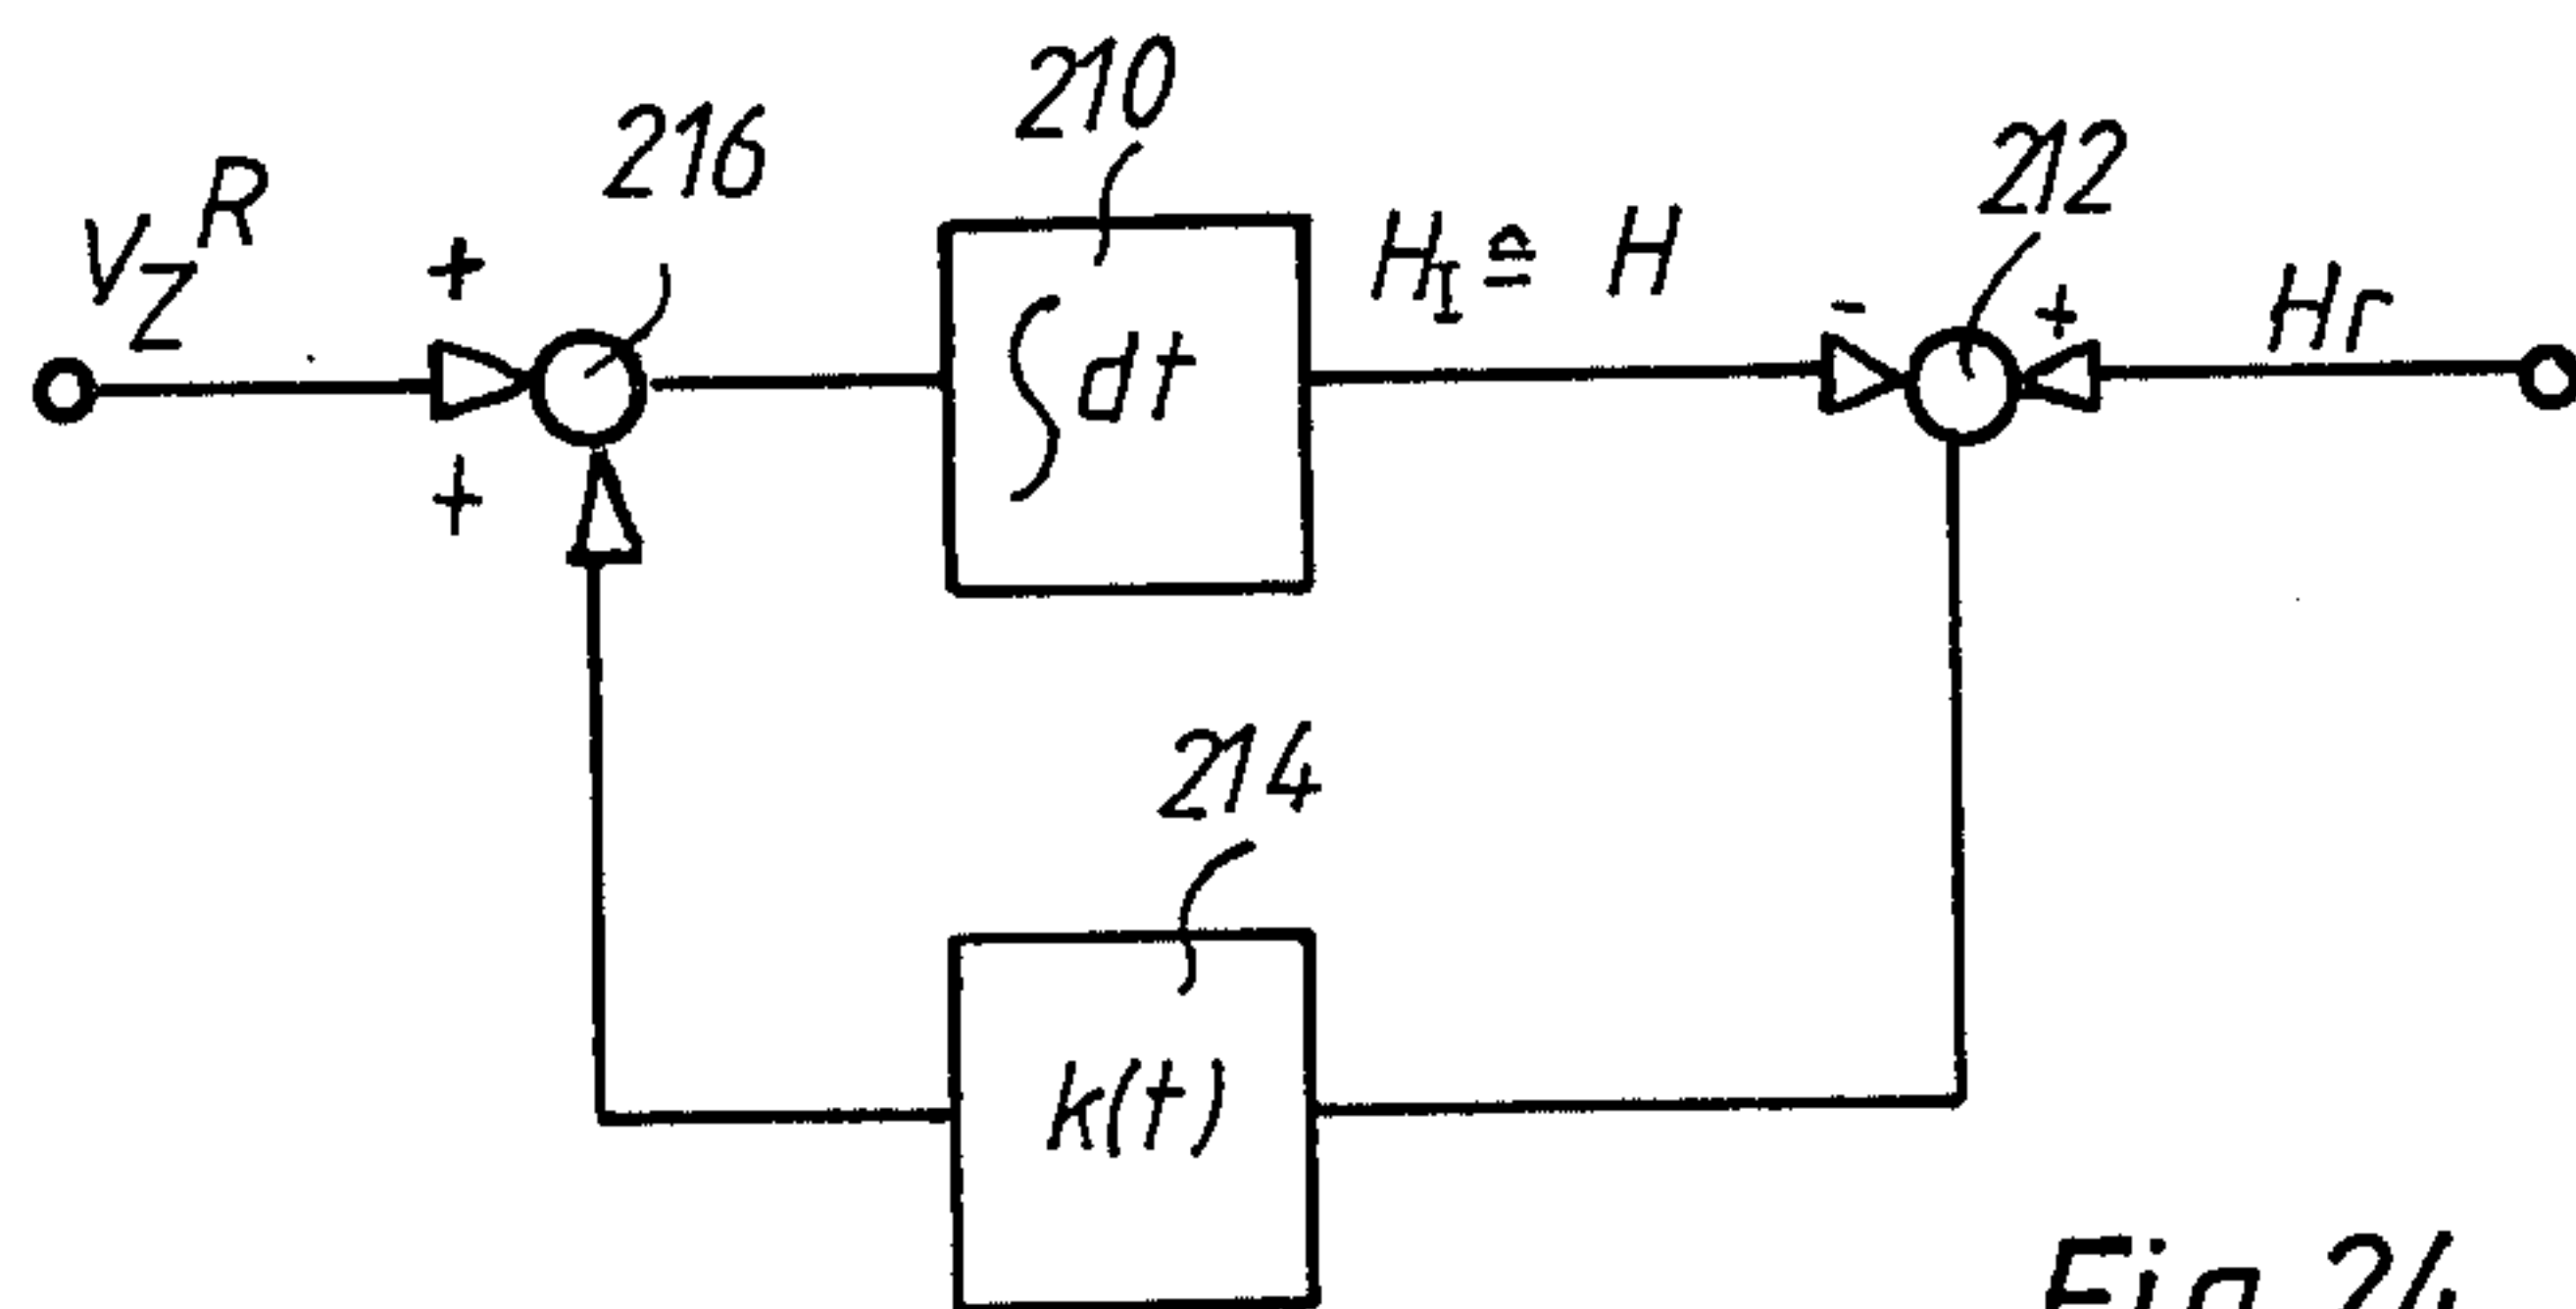 210
216
212
V_Z^R
+
H_I ≙ H
-
+
Hr
∫dt
+
214
k(t)
Fig. 24